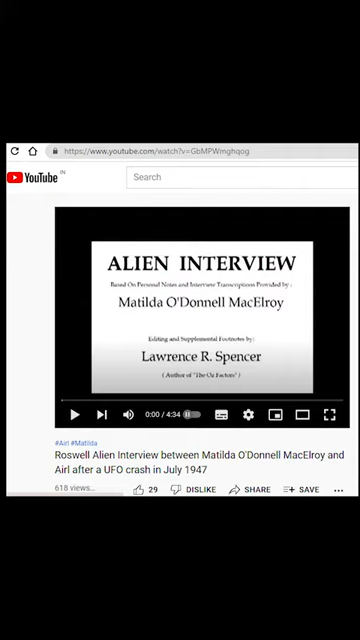 https://www.youtube.com/watch?v=GbMPWmghqog
YouTube IN
Search
ALIEN INTERVIEW
Based On Personal Notes and Interview Transcriptions Provided by :
Matilda O'Donnell MacElroy
Editing and Supplemental Footnotes by:
Lawrence R. Spencer
( Author of "The Oz Factors" )
0:00 / 4:34
#Airl #Matilda
Roswell Alien Interview between Matilda O'Donnell MacElroy and
Airl after a UFO crash in July 1947
618 views...
29 DISLIKE SHARE SAVE ...